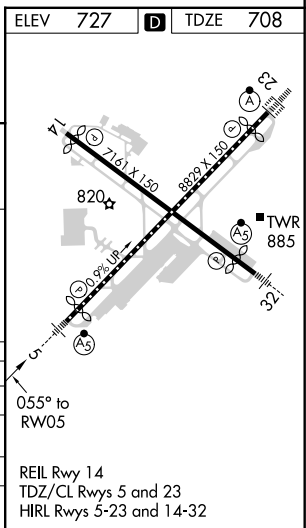 ELEV 727 D TDZE 708
A
23
14
P
P
7161 X 150
8829 X 150
820
TWR
885
A5
P
32
P
0.9% UP
A5
5
055° to
RW05
REIL Rwy 14
TDZ/CL Rwys 5 and 23
HIRL Rwys 5-23 and 14-32